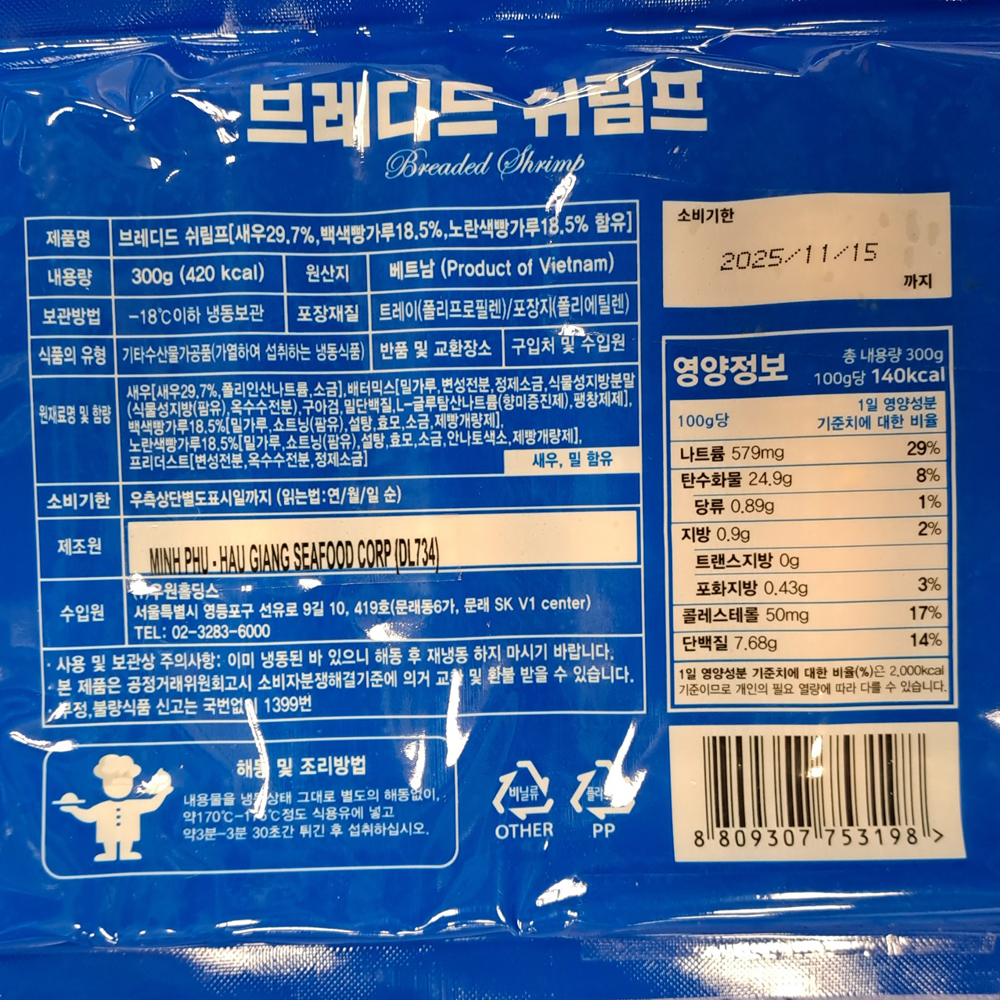 브레디드 쉬림프
Breaded Shrimp
제품명 브레디드 쉬림프[새우29.7%,백색빵가루18.5%,노란색빵가루18.5% 함유]
내용량 300g (420 kcal) 원산지 베트남 (Product of Vietnam)
보관방법 -18℃이하 냉동보관 포장재질 트레이(폴리프로필렌)/포장지(폴리에틸렌)
식품의 유형 기타수산물가공품(가열하여 섭취하는 냉동식품) 반품 및 교환장소 구입처 및 수입원
원재료명 및 함량
새우[새우29.7%,폴리인산나트륨,소금],배터믹스[밀가루,변성전분,정제소금,식물성지방분말
(식물성지방(팜유),옥수수전분),구아검,밀단백질,L-글루탐산나트륨(향미증진제),팽창제제],
백색빵가루18.5%[밀가루,쇼트닝(팜유),설탕,효모,소금,제빵개량제],
노란색빵가루18.5%[밀가루,쇼트닝(팜유),설탕,효모,소금,안나토색소,제빵개량제],
프리더스트[변성전분,옥수수전분,정제소금]
새우, 밀 함유
소비기한 우측상단별도표시일까지 (읽는법:연/월/일 순)
제조원 MINH PHU - HAU GIANG SEAFOOD CORP (DL734)
수입원
우원홀딩스
서울특별시 영등포구 선유로 9길 10, 419호(문래동6가, 문래 SK V1 center)
TEL: 02-3283-6000
· 사용 및 보관상 주의사항: 이미 냉동된 바 있으니 해동 후 재냉동 하지 마시기 바랍니다.
· 본 제품은 공정거래위원회고시 소비자분쟁해결기준에 의거 교환 및 환불 받을 수 있습니다.
· 부정,불량식품 신고는 국번없이 1399번
해동 및 조리방법
내용물을 냉동상태 그대로 별도의 해동없이,
약170℃-175℃정도 식용유에 넣고
약3분-3분 30초간 튀긴 후 섭취하십시오.
비닐류
OTHER
PP
소비기한
2025/11/15
까지
영양정보
총 내용량 300g
100g당 140kcal
100g당
1일 영양성분
기준치에 대한 비율
나트륨 579mg 29%
탄수화물 24.9g 8%
당류 0.89g 1%
지방 0.9g 2%
트랜스지방 0g
포화지방 0.43g 3%
콜레스테롤 50mg 17%
단백질 7.68g 14%
1일 영양성분 기준치에 대한 비율(%)은 2,000kcal
기준이므로 개인의 필요 열량에 따라 다를 수 있습니다.
8 809307 753198 >